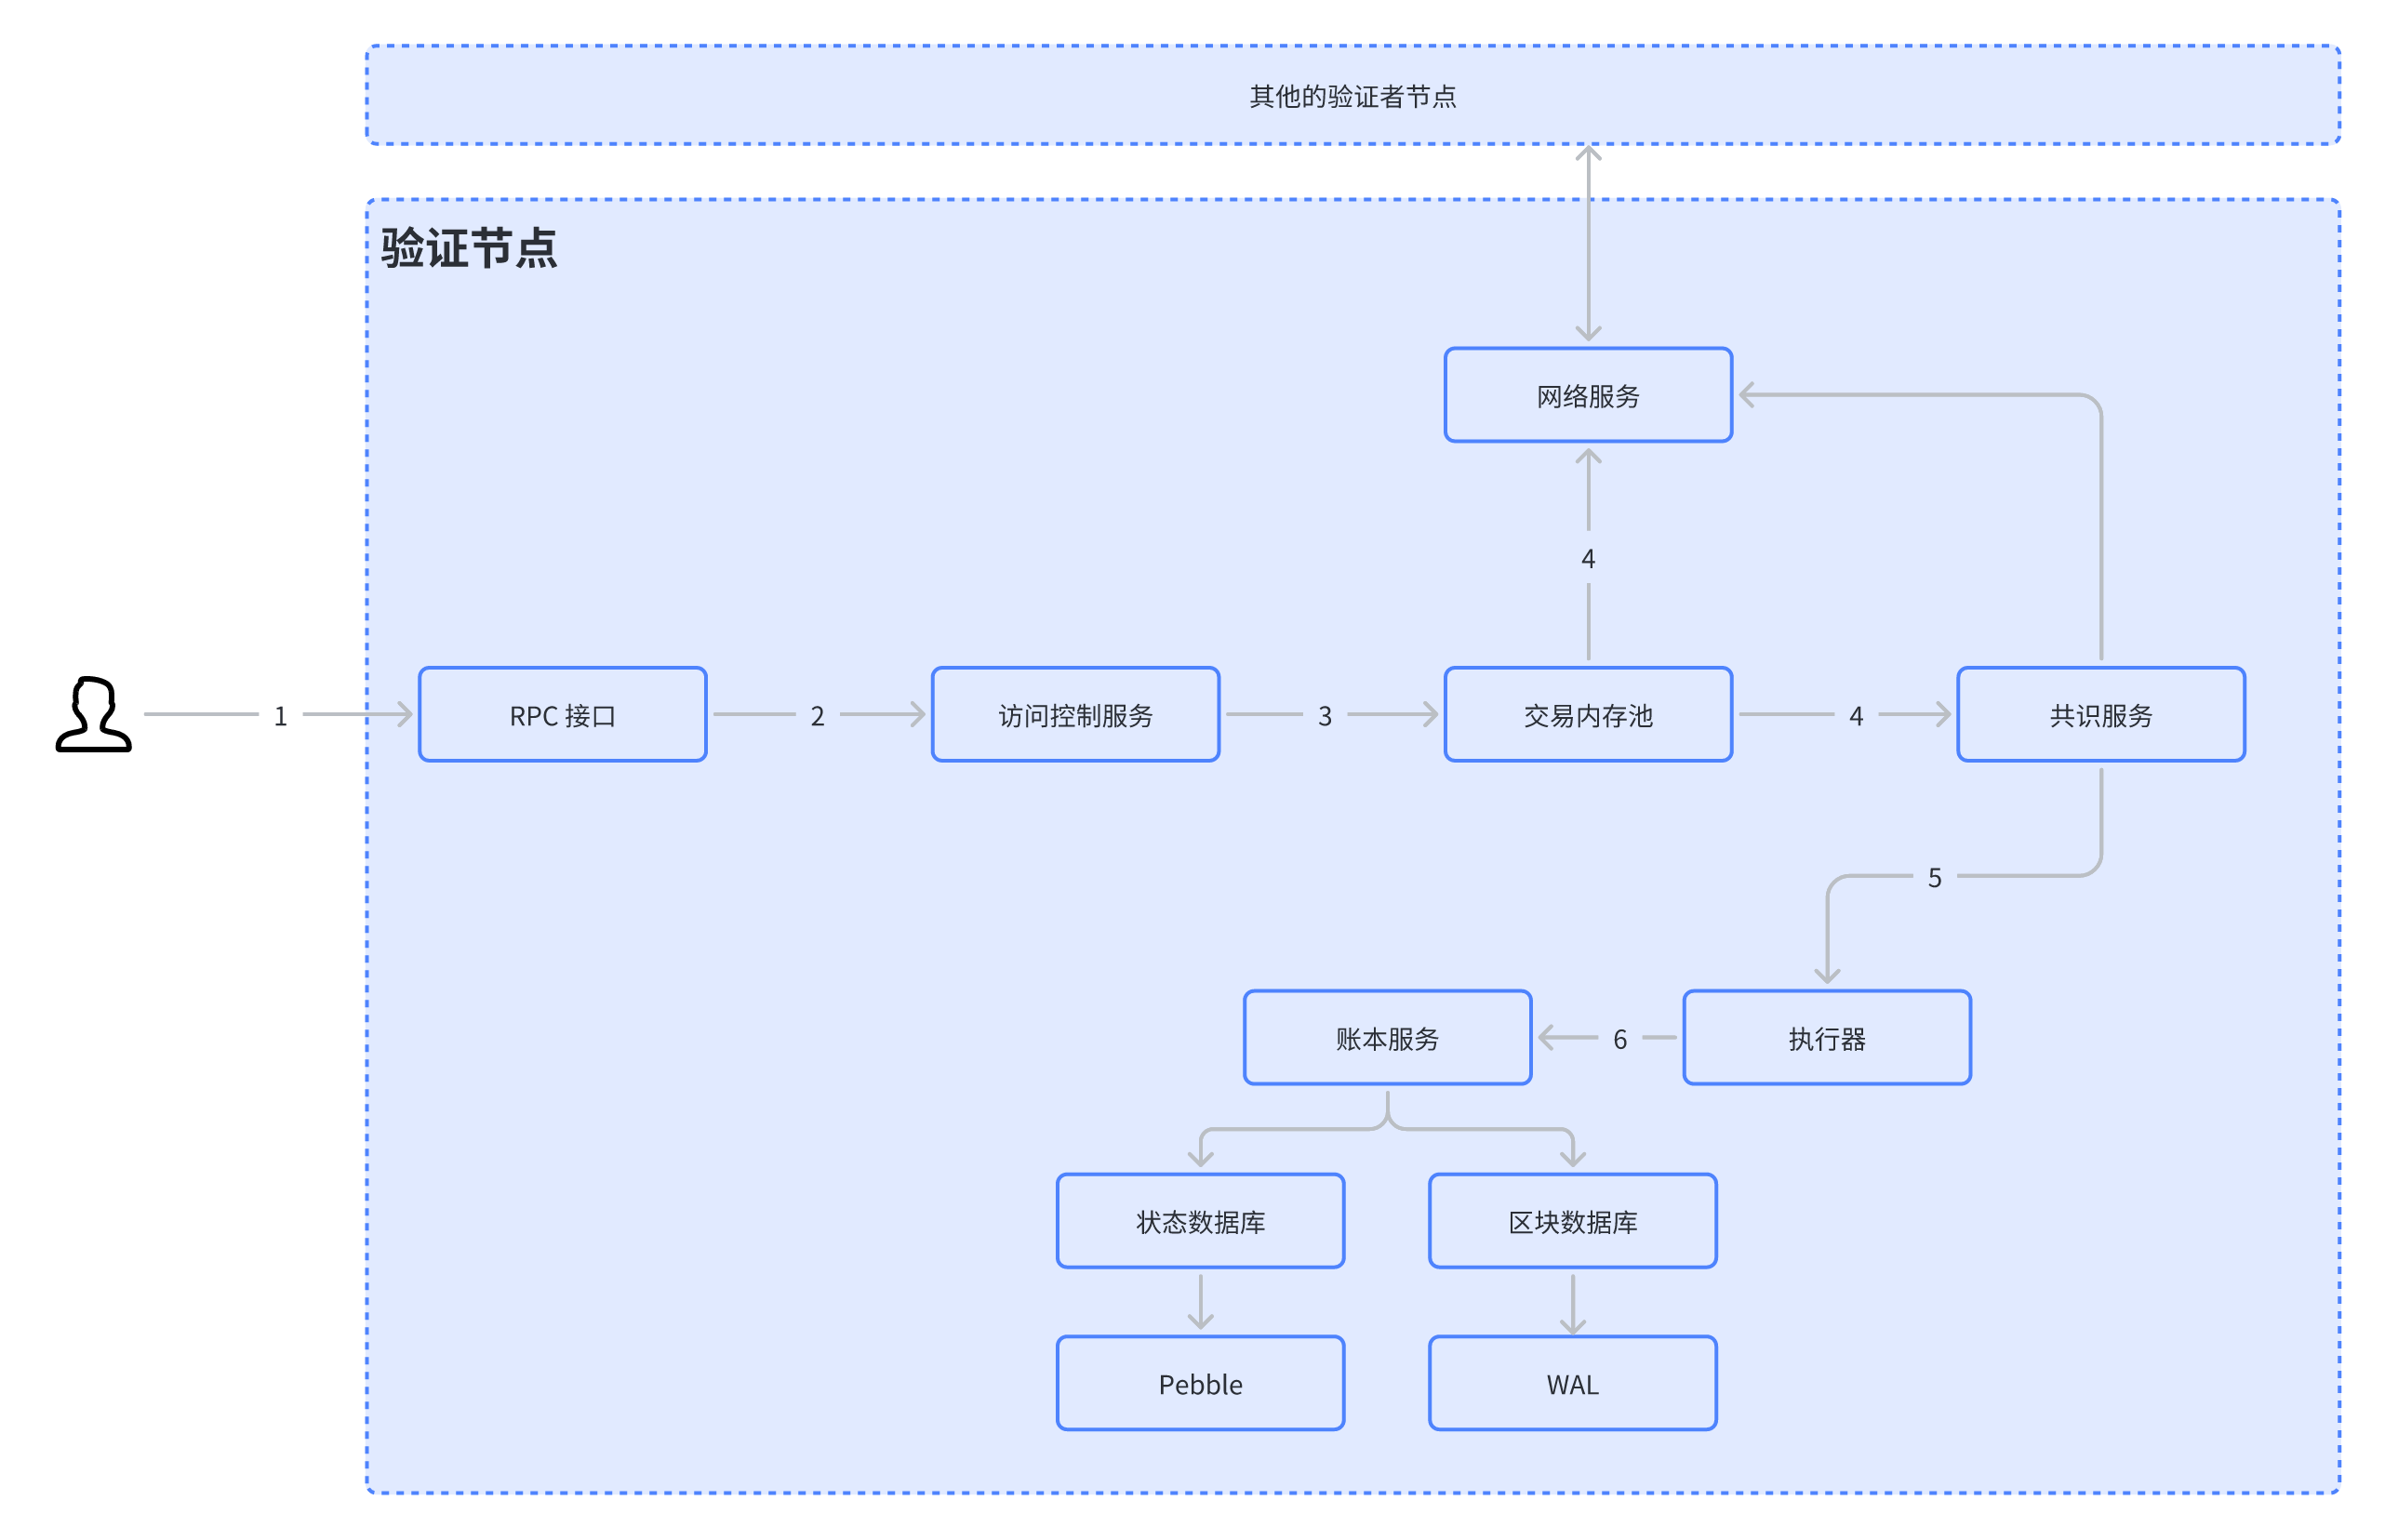 其他的验证者节点
验证节点
网络服务
4
1
RPC 接口
2
访问控制服务
3
交易内存池
4
共识服务
5
账本服务
6
执行器
状态数据库
区块数据库
Pebble
WAL